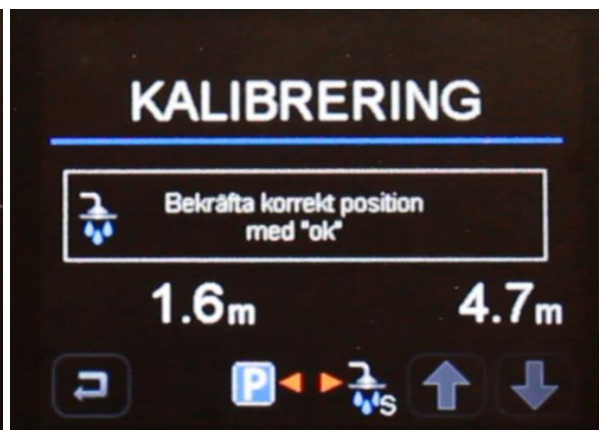 KALIBRERING
Bekräfta korrekt position
med "ok"
1.6m 4.7m
P S